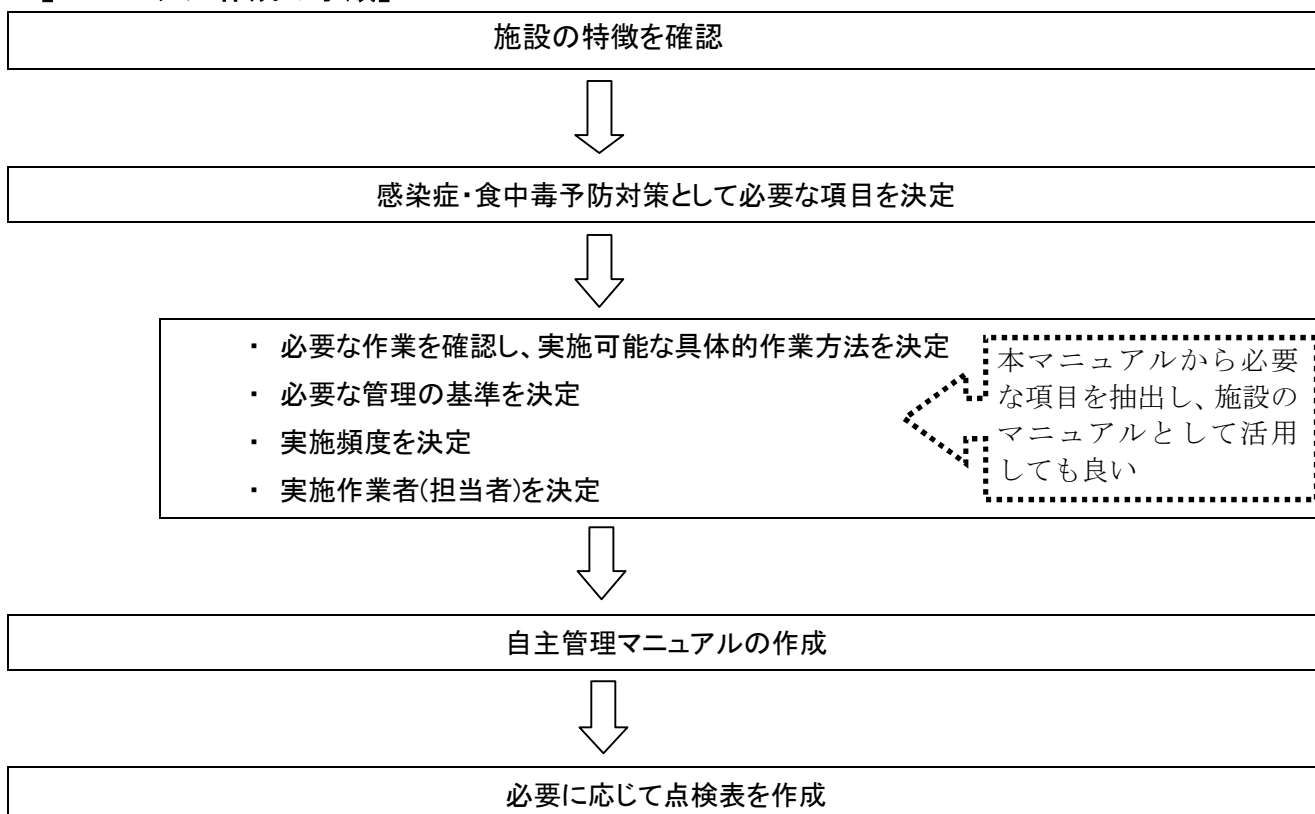 施設の特徴を確認
感染症・食中毒予防対策として必要な項目を決定
・ 必要な作業を確認し、実施可能な具体的作業方法を決定
・ 必要な管理の基準を決定
・ 実施頻度を決定
・ 実施作業者(担当者)を決定
本マニュアルから必要
な項目を抽出し、施設の
マニュアルとして活用
しても良い
自主管理マニュアルの作成
必要に応じて点検表を作成